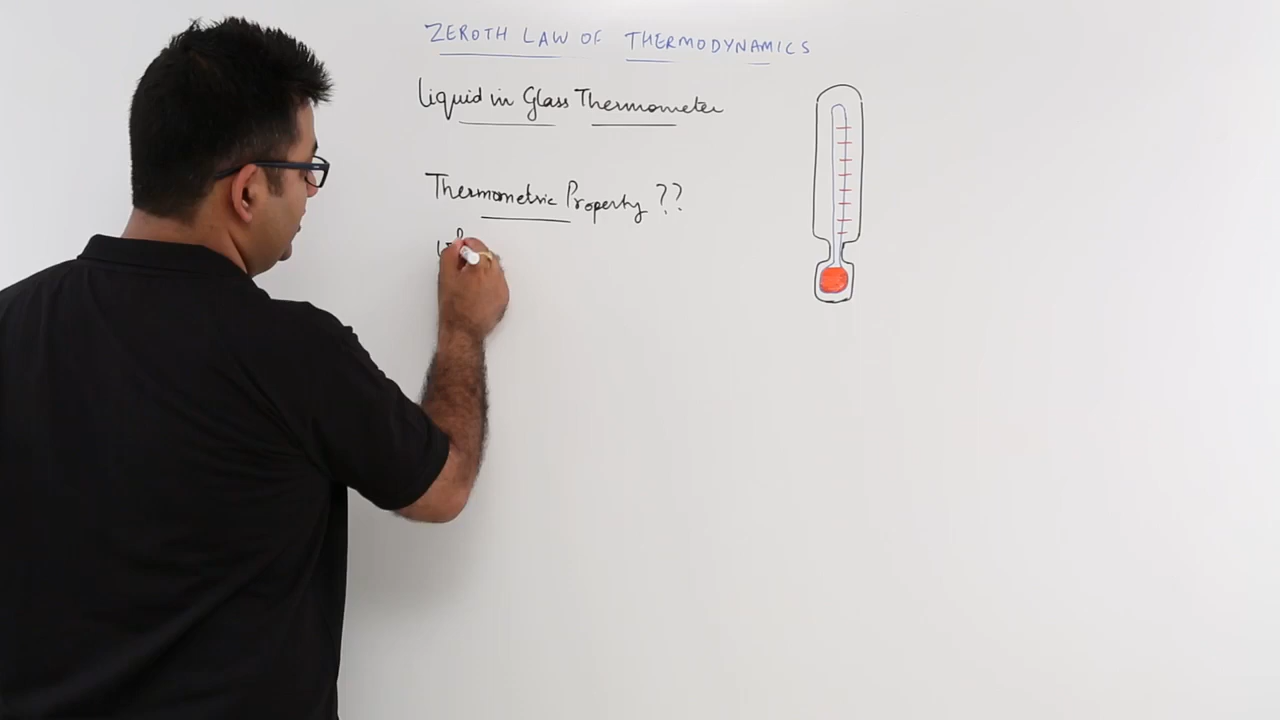 ZEROTH LAW OF THERMODYNAMICS
Liquid in Glass Thermometer
Thermometric Property ??